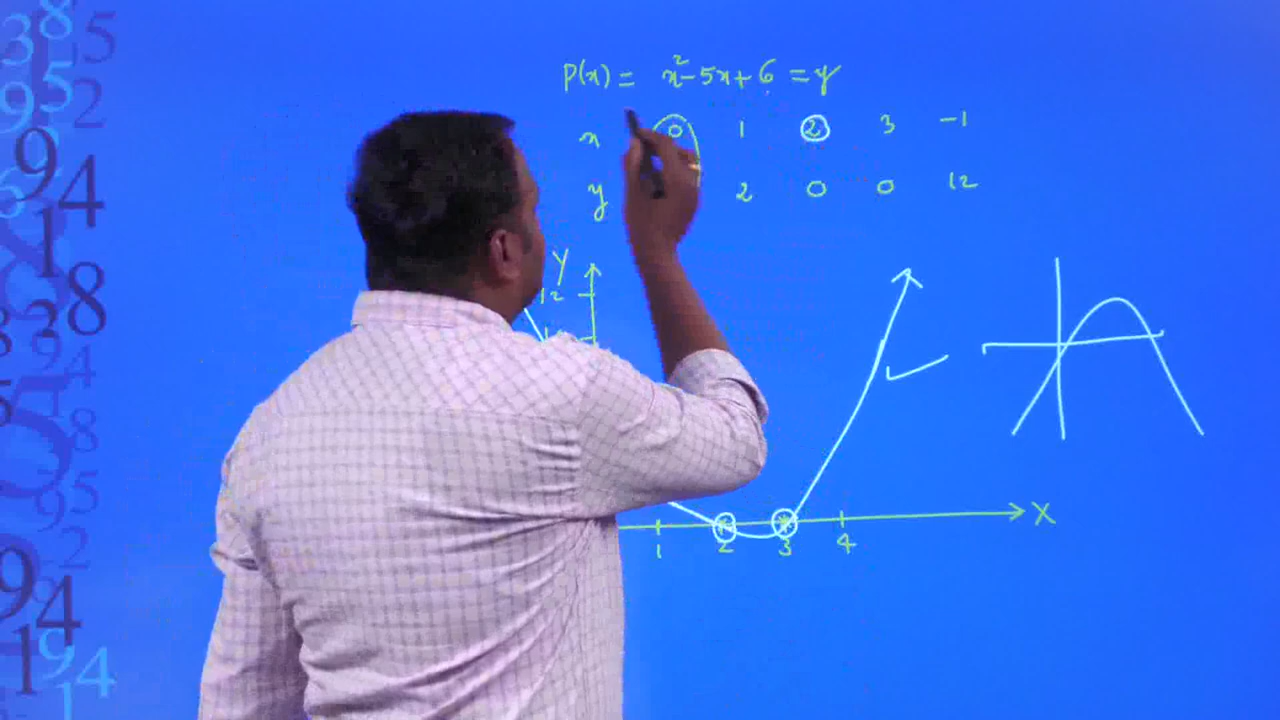 P(x) = x² - 5x + 6 = y
x 0 1 2 3 -1
y 2 0 0 12
Y
12
X
1 2 3 4